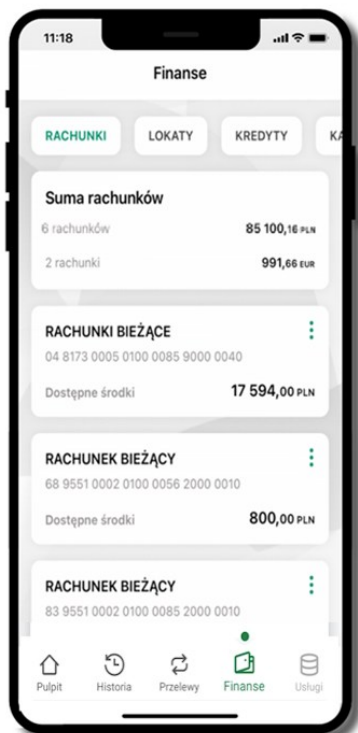 11:18
Finanse
RACHUNKI LOKATY KREDYTY KA
Suma rachunków
6 rachunków 85 100,16 PLN
2 rachunki 991,66 EUR
RACHUNKI BIEŻĄCE
04 8173 0005 0100 0085 9000 0040
Dostępne środki 17 594,00 PLN
RACHUNEK BIEŻĄCY
68 9551 0002 0100 0056 2000 0010
Dostępne środki 800,00 PLN
RACHUNEK BIEŻĄCY
83 9551 0002 0100 0085 2000 0010
Pulpit Historia Przelewy Finanse Usługi